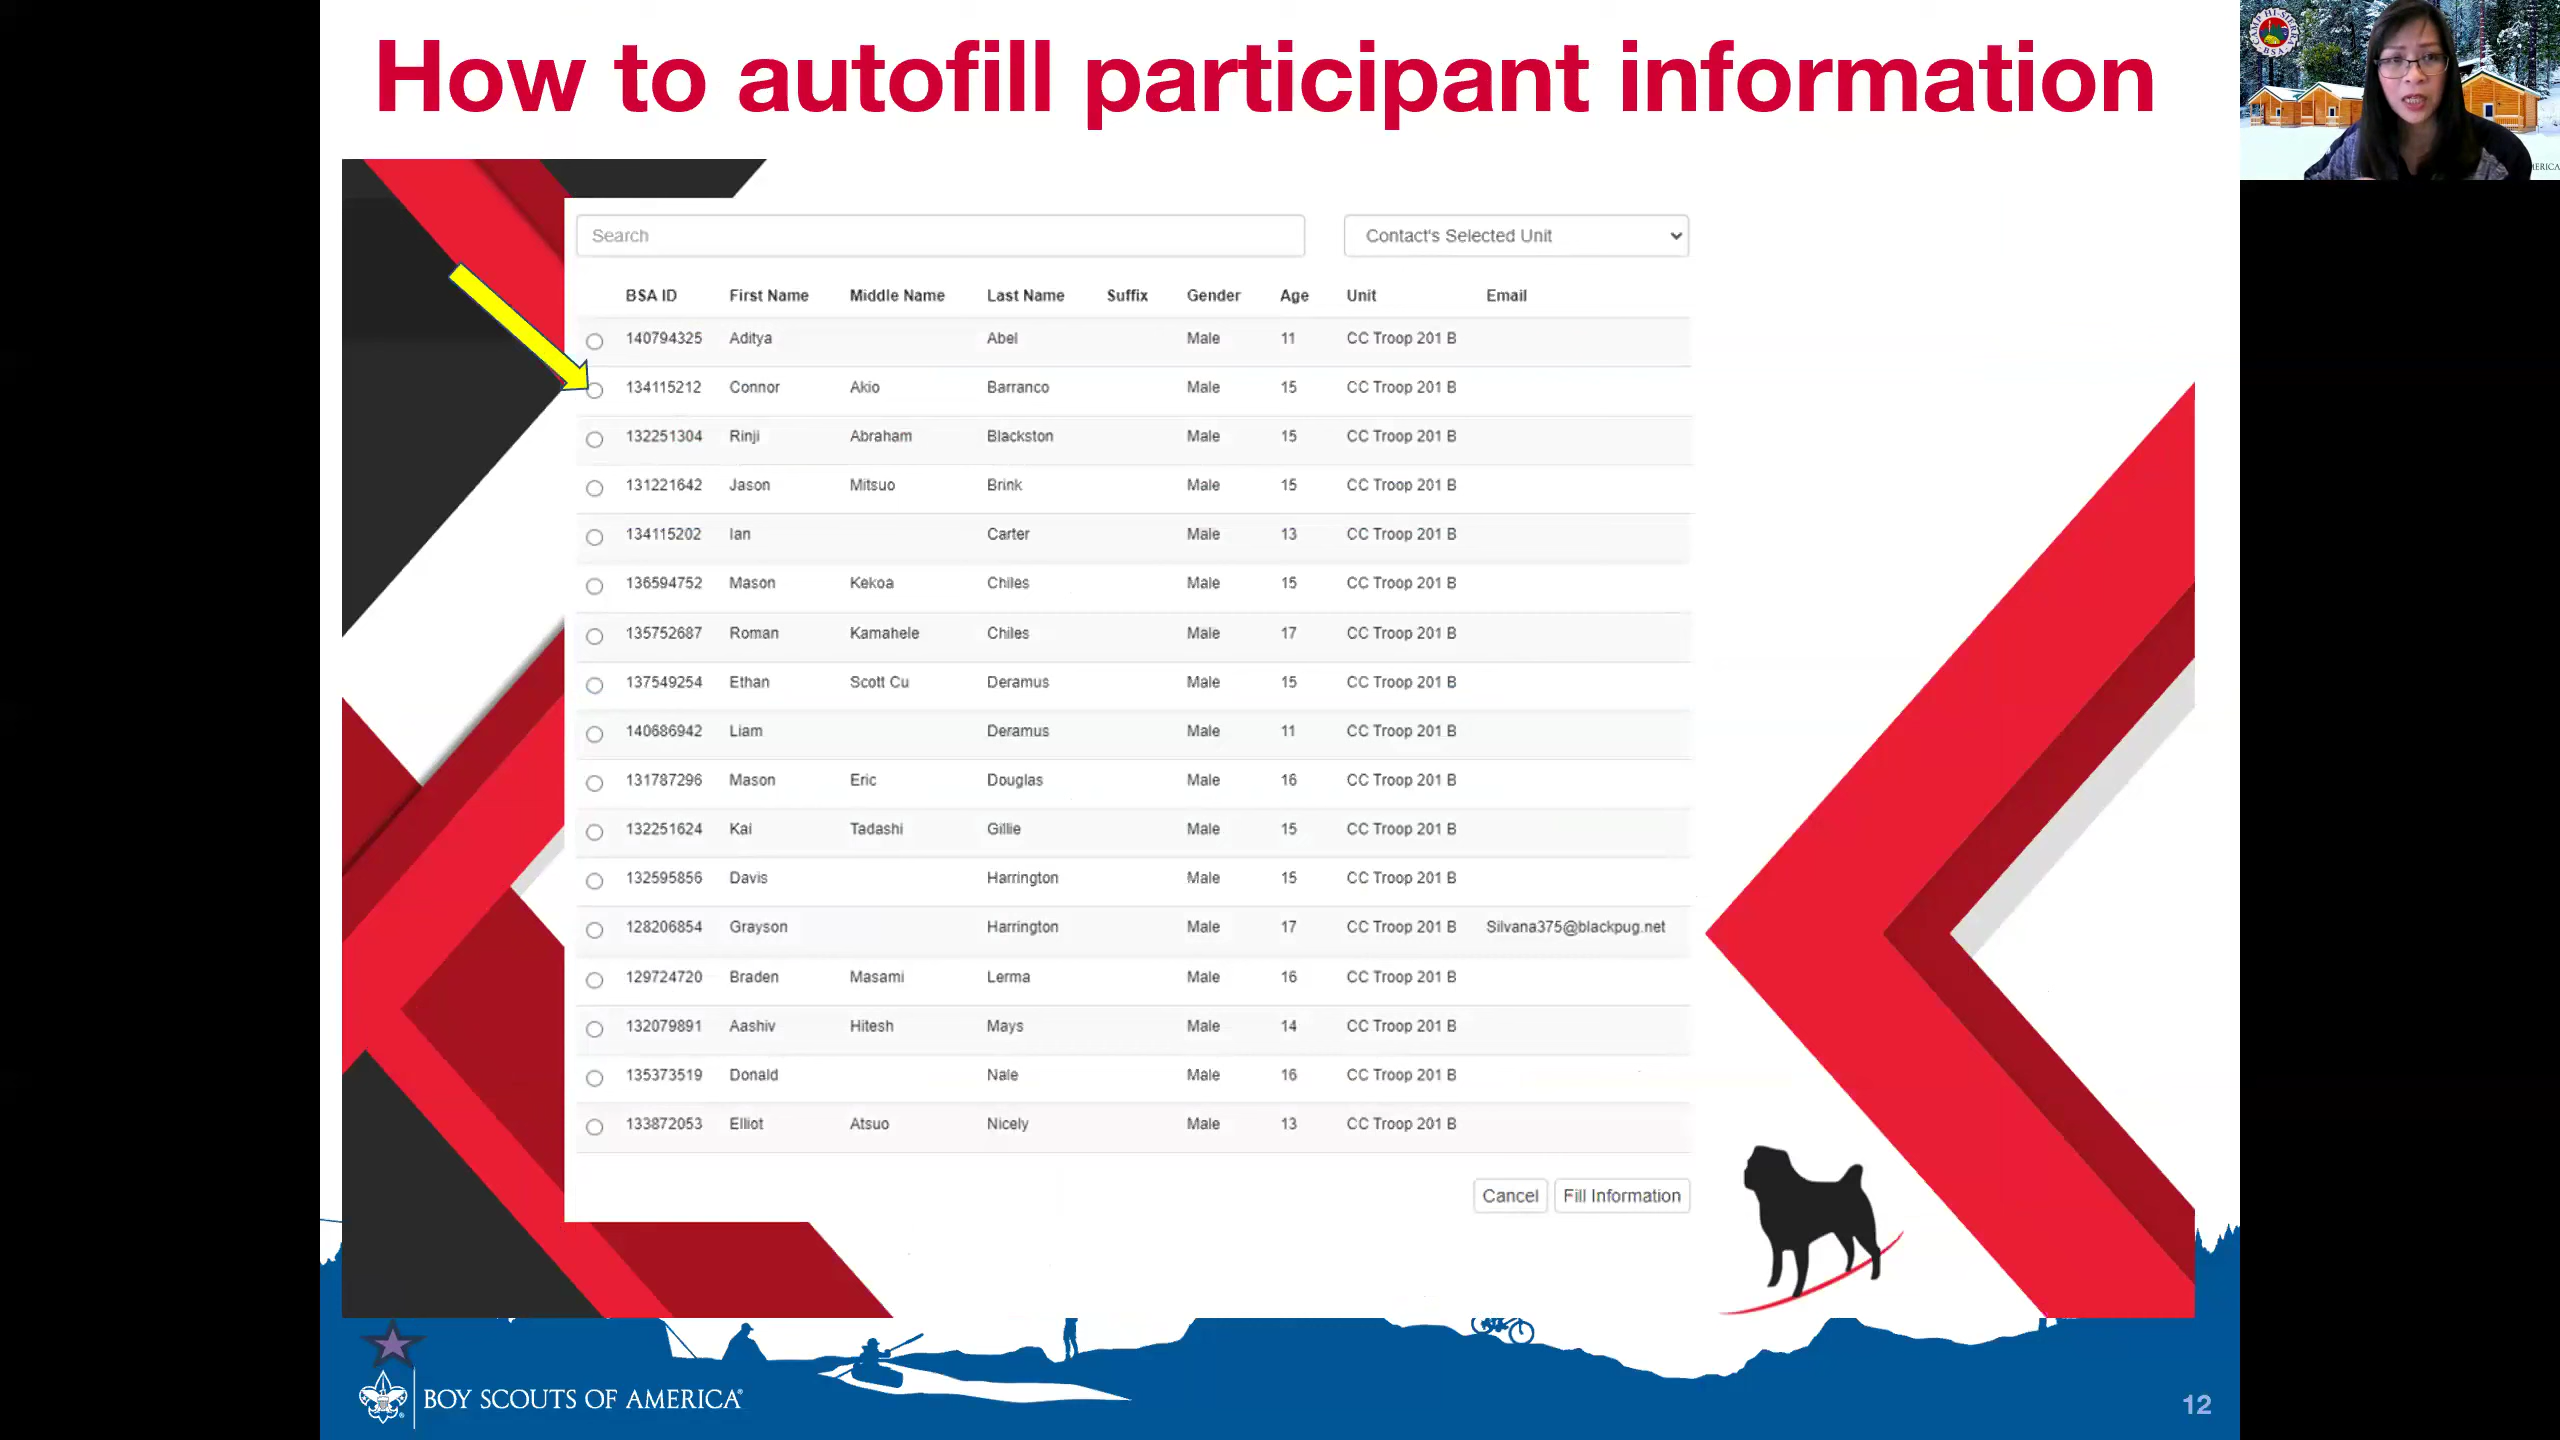 How to autofill participant information
CAMP HI-SIERRA
BSA
ERICA
Search
Contact's Selected Unit
BSA ID First Name Middle Name Last Name Suffix Gender Age Unit Email
140794325 Aditya Abel Male 11 CC Troop 201 B
134115212 Connor Akio Barranco Male 15 CC Troop 201 B
132251304 Rinji Abraham Blackston Male 15 CC Troop 201 B
131221642 Jason Mitsuo Brink Male 15 CC Troop 201 B
134115202 Ian Carter Male 13 CC Troop 201 B
136594752 Mason Kekoa Chiles Male 15 CC Troop 201 B
135752687 Roman Kamahele Chiles Male 17 CC Troop 201 B
137549254 Ethan Scott Cu Deramus Male 15 CC Troop 201 B
140686942 Liam Deramus Male 11 CC Troop 201 B
131787296 Mason Eric Douglas Male 16 CC Troop 201 B
132251624 Kai Tadashi Gillie Male 15 CC Troop 201 B
132595856 Davis Harrington Male 15 CC Troop 201 B
128206854 Grayson Harrington Male 17 CC Troop 201 B Silvana375@blackpug.net
129724720 Braden Masami Lerma Male 16 CC Troop 201 B
132079891 Aashiv Hitesh Mays Male 14 CC Troop 201 B
135373519 Donald Nale Male 16 CC Troop 201 B
133872053 Elliot Atsuo Nicely Male 13 CC Troop 201 B
Cancel Fill Information
BOY SCOUTS OF AMERICA®
12